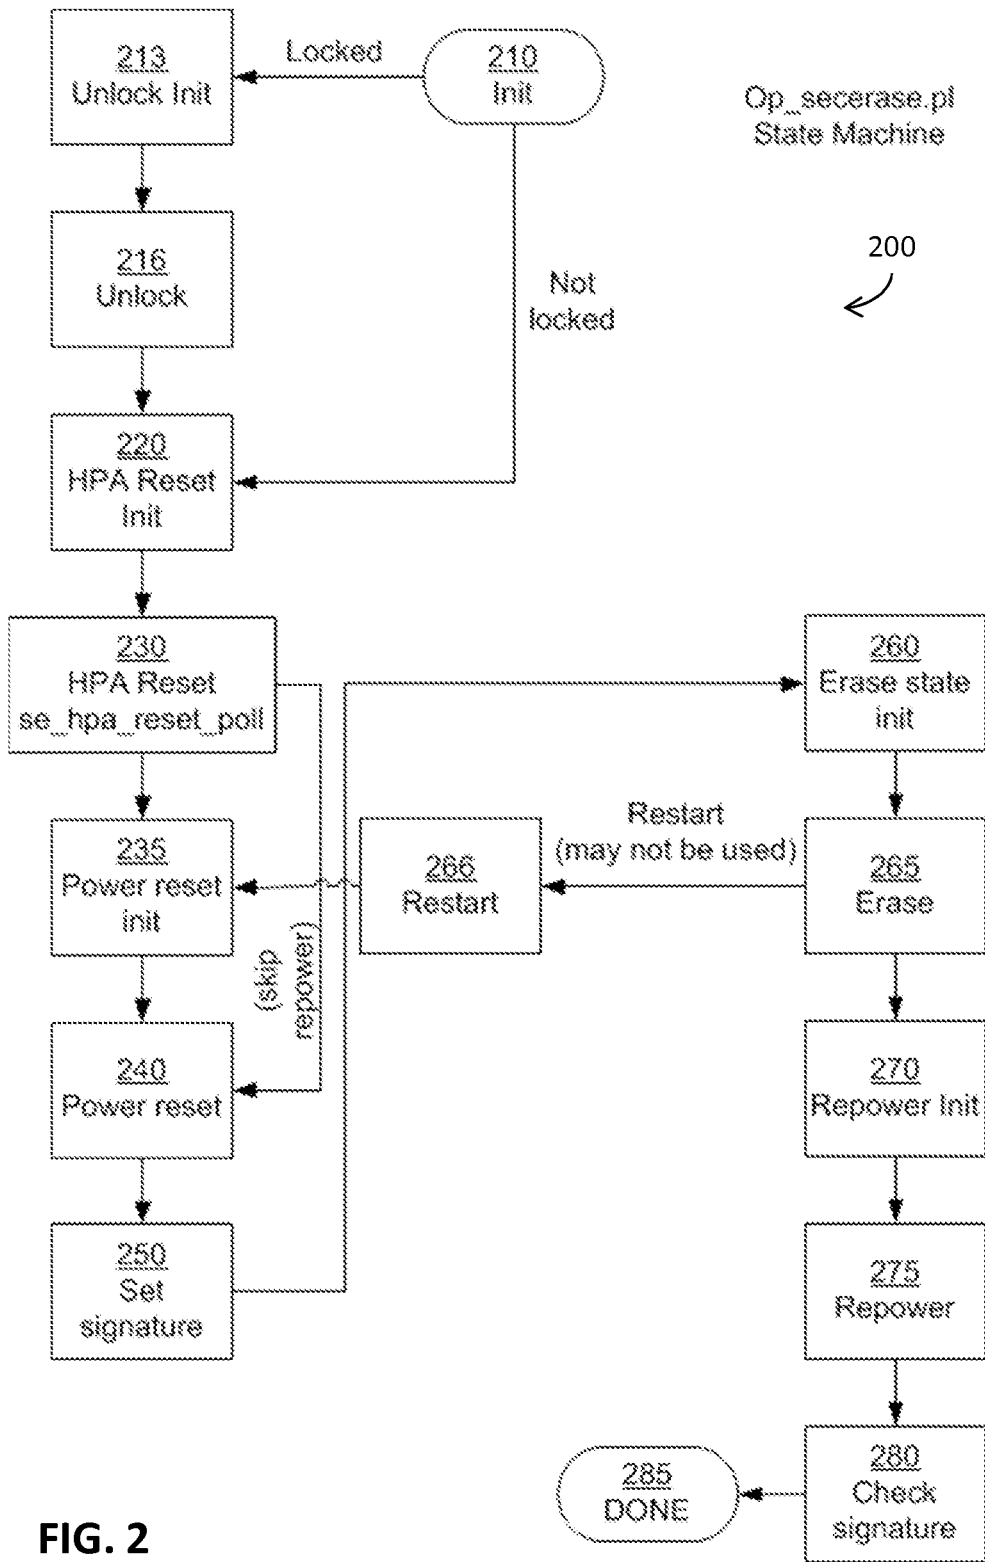 213
Unlock Init
Locked
210
Init
Op_secerase.pl
State Machine
200
216
Unlock
Not
locked
220
HPA Reset
Init
230
HPA Reset
se_hpa_reset_poll
260
Erase state
init
235
Power reset
init
(skip
repower)
266
Restart
Restart
(may not be used)
265
Erase
240
Power reset
270
Repower Init
250
Set
signature
275
Repower
285
DONE
280
Check
signature
FIG. 2